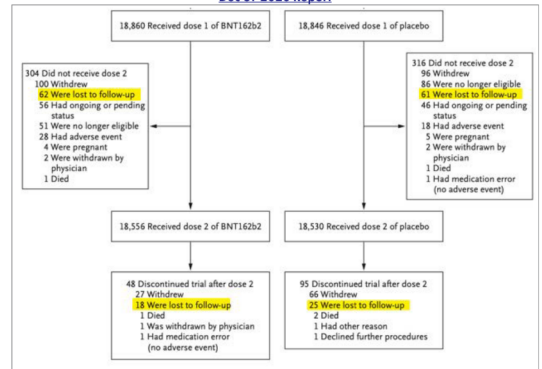 18,860 Received dose 1 of BNT162b2
18,846 Received dose 1 of placebo
304 Did not receive dose 2
100 Withdrew
62 Were lost to follow-up
56 Had ongoing or pending
status
51 Were no longer eligible
28 Had adverse event
4 Were pregnant
2 Were withdrawn by
physician
1 Died
316 Did not receive dose 2
96 Withdrew
86 Were no longer eligible
61 Were lost to follow-up
46 Had ongoing or pending
status
18 Had adverse event
5 Were pregnant
2 Were withdrawn by
physician
1 Died
1 Had medication error
(no adverse event)
18,556 Received dose 2 of BNT162b2
18,530 Received dose 2 of placebo
48 Discontinued trial after dose 2
27 Withdrew
18 Were lost to follow-up
1 Died
1 Was withdrawn by physician
1 Had medication error
(no adverse event)
95 Discontinued trial after dose 2
66 Withdrew
25 Were lost to follow-up
2 Died
1 Had other reason
1 Declined further procedures